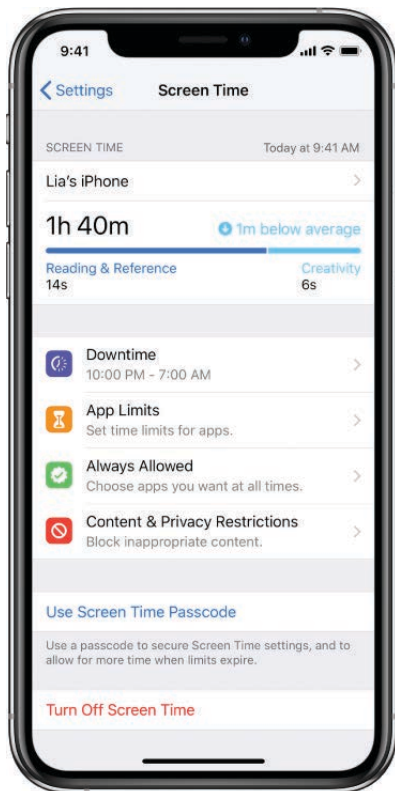 9:41
Settings
Screen Time
SCREEN TIME
Today at 9:41 AM
Lia's iPhone
1h 40m
1m below average
Reading & Reference
Creativity
14s
6s
Downtime
10:00 PM - 7:00 AM
App Limits
Set time limits for apps.
Always Allowed
Choose apps you want at all times.
Content & Privacy Restrictions
Block inappropriate content.
Use Screen Time Passcode
Use a passcode to secure Screen Time settings, and to
allow for more time when limits expire.
Turn Off Screen Time